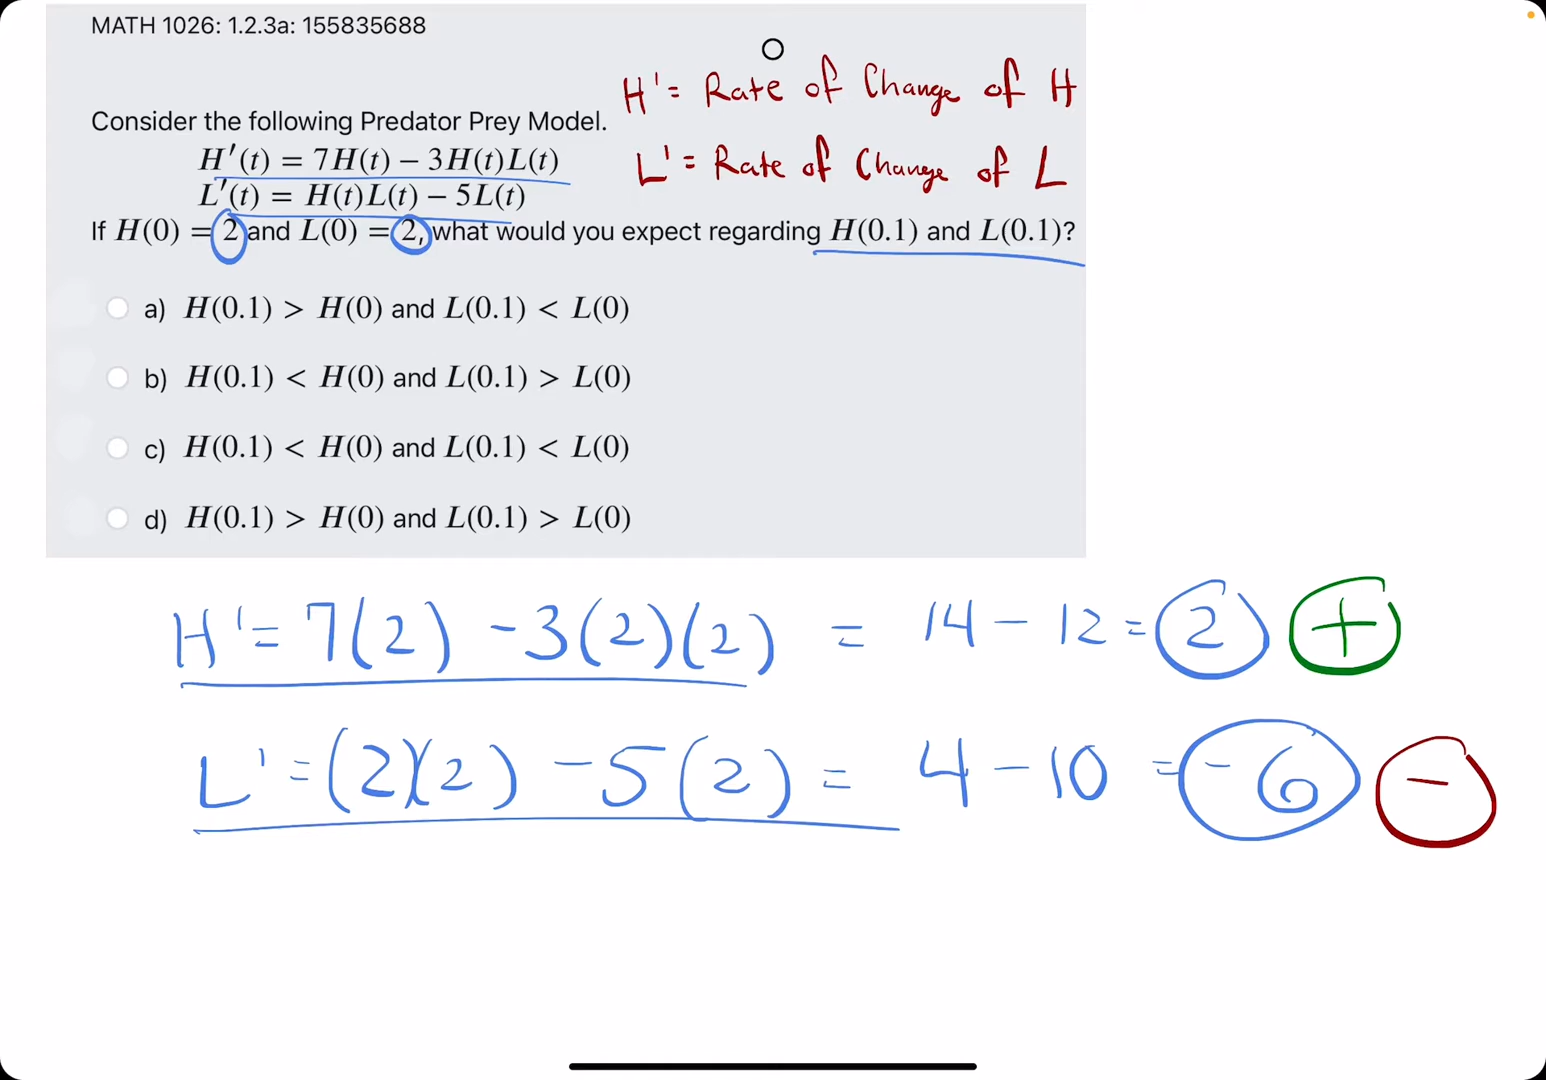 MATH 1026: 1.2.3a: 155835688
H' = Rate of Change of H
Consider the following Predator Prey Model.
H′(t) = 7H(t) − 3H(t)L(t)
L' = Rate of Change of L
L′(t) = H(t)L(t) − 5L(t)
If H(0) = 2 and L(0) = 2, what would you expect regarding H(0.1) and L(0.1)?
a) H(0.1) > H(0) and L(0.1) < L(0)
b) H(0.1) < H(0) and L(0.1) > L(0)
c) H(0.1) < H(0) and L(0.1) < L(0)
d) H(0.1) > H(0) and L(0.1) > L(0)
H' = 7(2) − 3(2)(2) = 14 − 12 = 2 +
L' = (2)(2) − 5(2) = 4 − 10 = −6 −